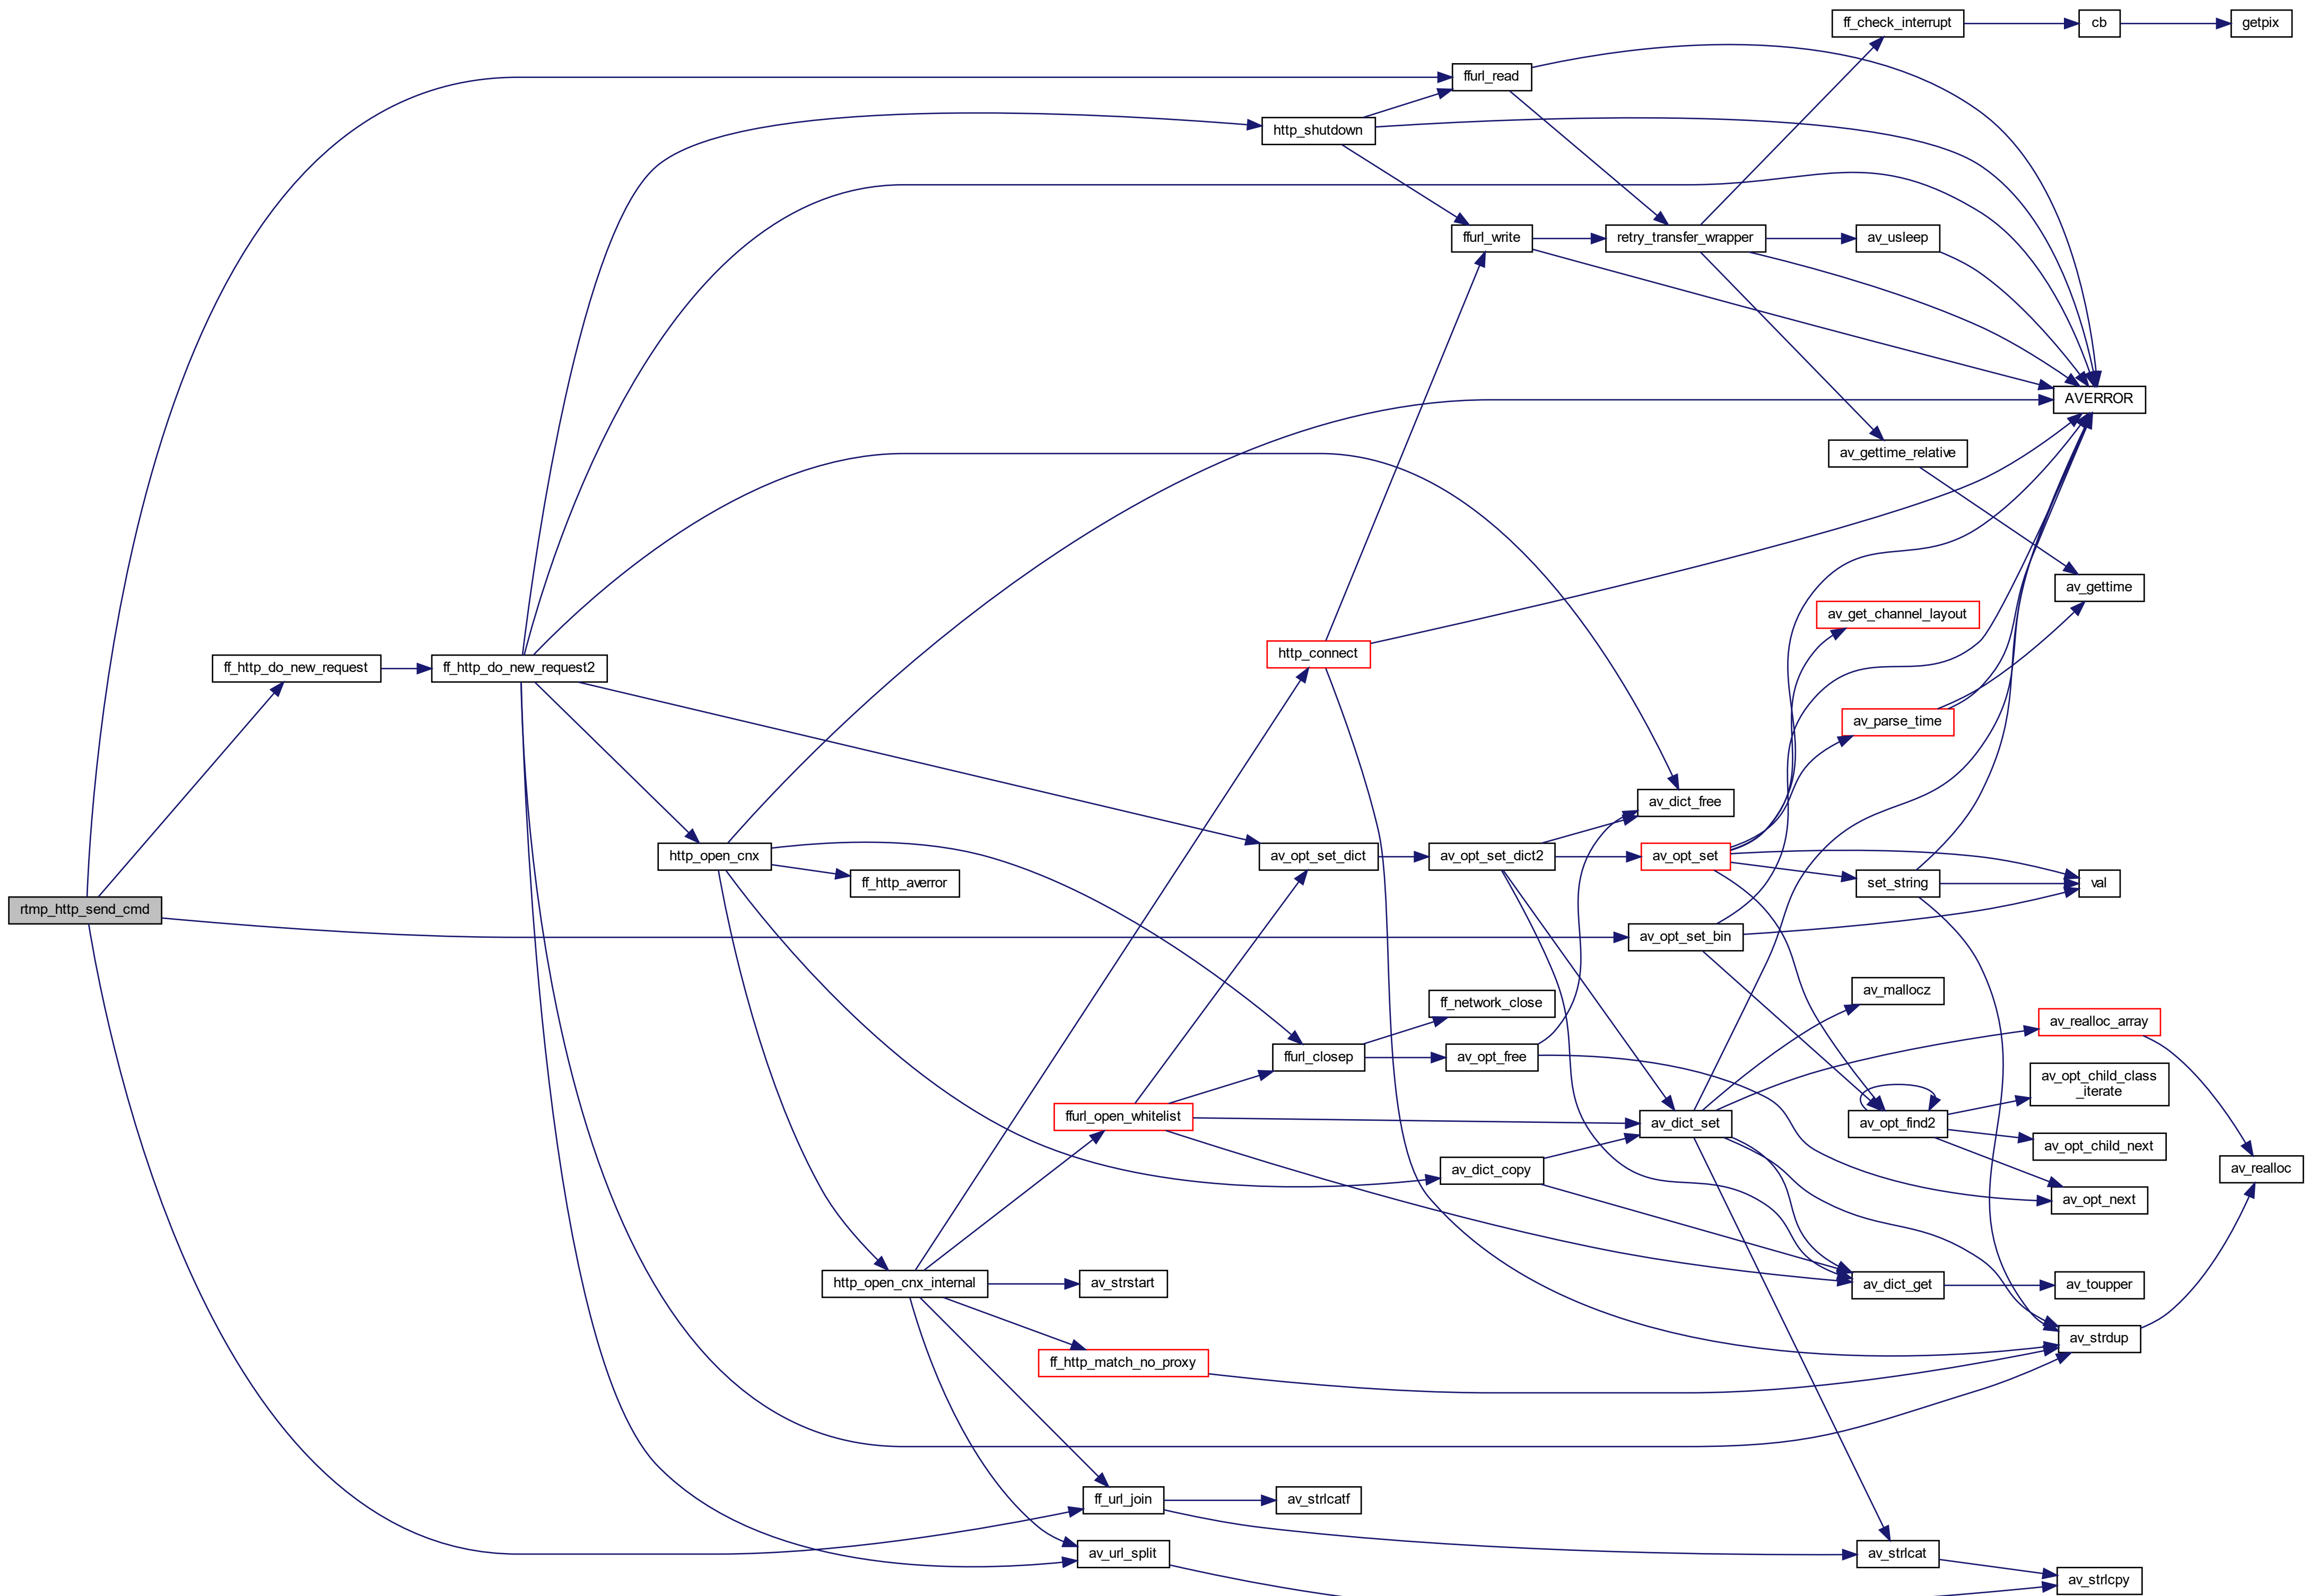 ff_check_interrupt
cb
getpix
ffurl_read
http_shutdown
ffurl_write
retry_transfer_wrapper
av_usleep
AVERROR
av_gettime_relative
av_gettime
av_get_channel_layout
http_connect
ff_http_do_new_request
ff_http_do_new_request2
av_parse_time
av_dict_free
http_open_cnx
av_opt_set_dict
av_opt_set_dict2
av_opt_set
set_string
val
ff_http_averror
rtmp_http_send_cmd
av_opt_set_bin
av_mallocz
ff_network_close
av_realloc_array
ffurl_closep
av_opt_free
av_opt_child_class
_iterate
ffurl_open_whitelist
av_dict_set
av_opt_find2
av_opt_child_next
av_dict_copy
av_realloc
av_opt_next
http_open_cnx_internal
av_strstart
av_dict_get
av_toupper
av_strdup
ff_http_match_no_proxy
ff_url_join
av_strlcatf
av_url_split
av_strlcat
av_strlcpy